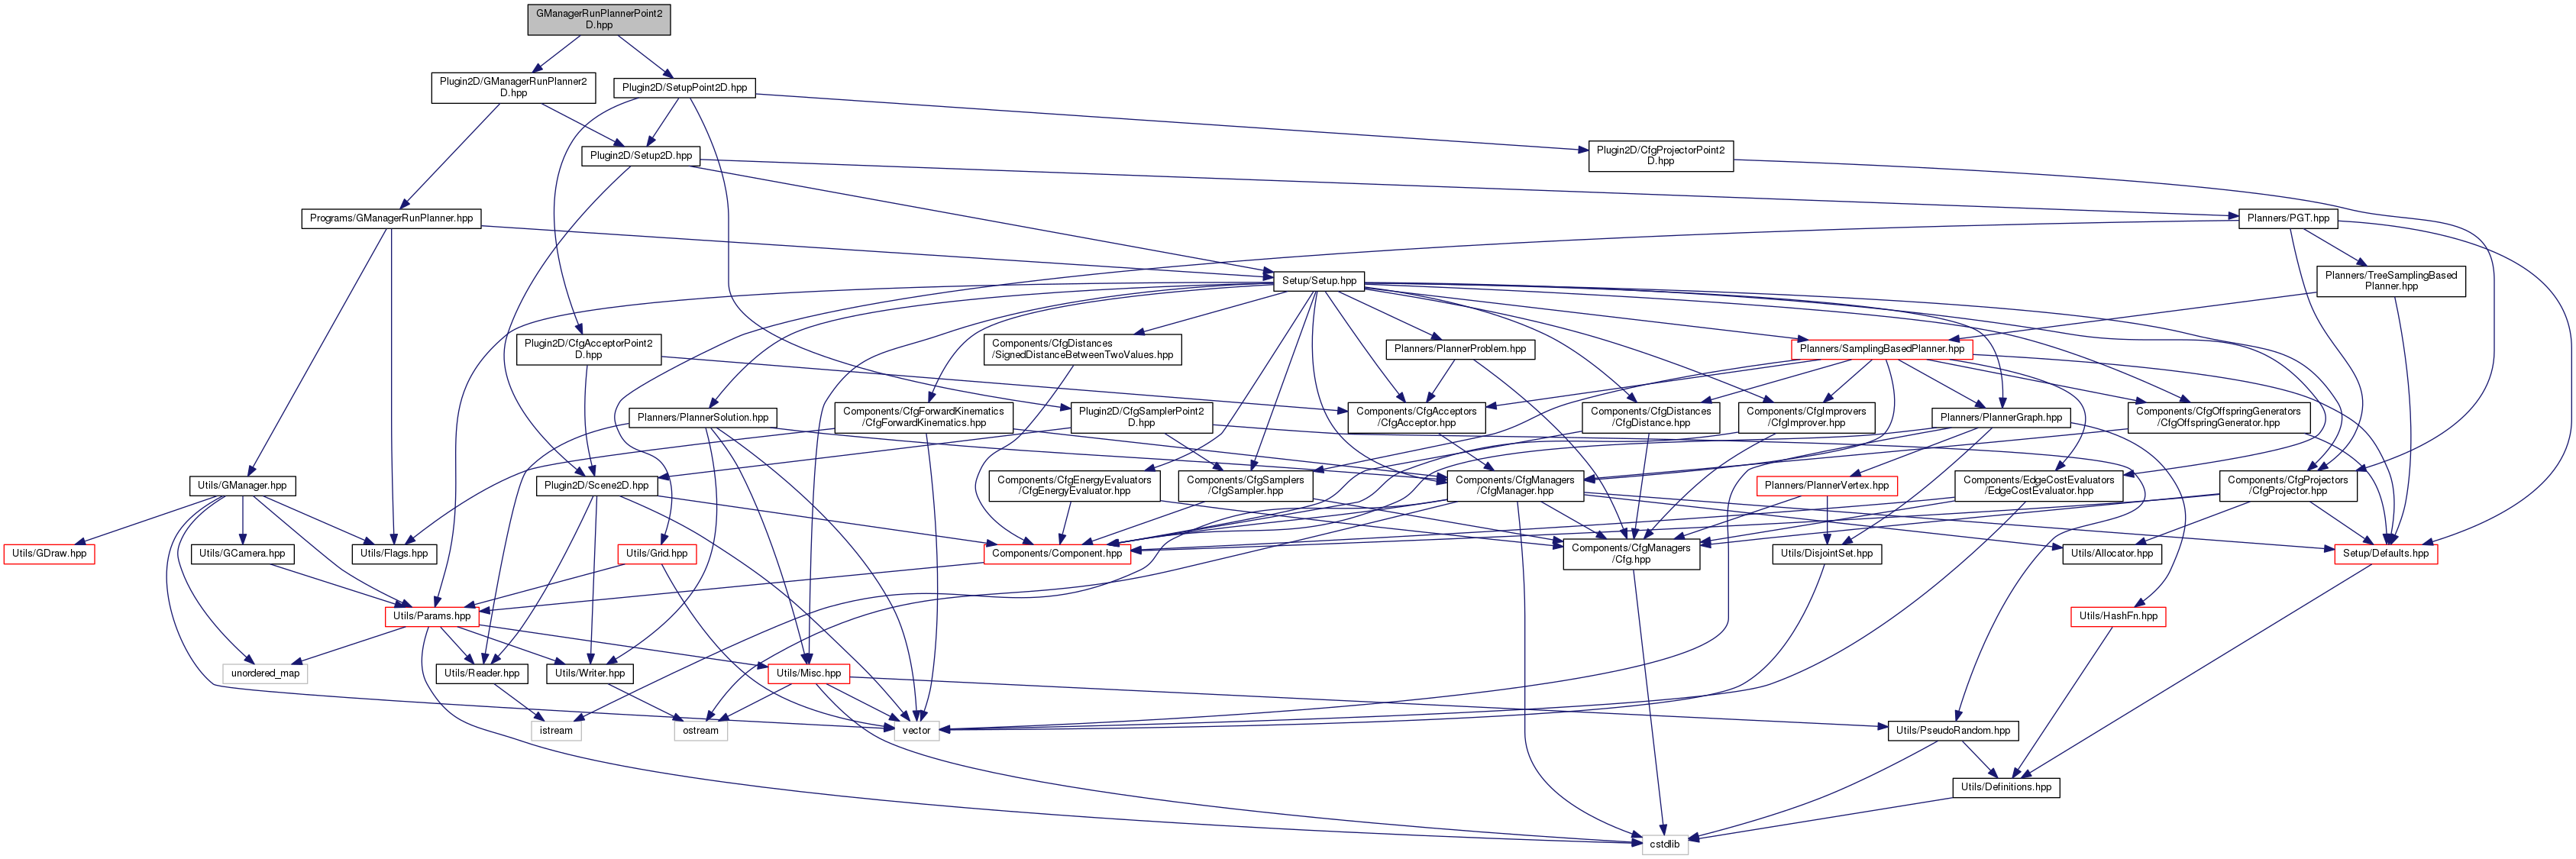 GManagerRunPlannerPoint2
D.hpp
Plugin2D/GManagerRunPlanner2
D.hpp
Plugin2D/SetupPoint2D.hpp
Plugin2D/Setup2D.hpp
Plugin2D/CfgProjectorPoint2
D.hpp
Programs/GManagerRunPlanner.hpp
Planners/PGT.hpp
Setup/Setup.hpp
Planners/TreeSamplingBased
Planner.hpp
Plugin2D/CfgAcceptorPoint2
D.hpp
Components/CfgDistances
/SignedDistanceBetweenTwoValues.hpp
Planners/PlannerProblem.hpp
Planners/SamplingBasedPlanner.hpp
Planners/PlannerSolution.hpp
Components/CfgForwardKinematics
/CfgForwardKinematics.hpp
Plugin2D/CfgSamplerPoint2
D.hpp
Components/CfgAcceptors
/CfgAcceptor.hpp
Components/CfgDistances
/CfgDistance.hpp
Components/CfgImprovers
/CfgImprover.hpp
Planners/PlannerGraph.hpp
Components/CfgOffspringGenerators
/CfgOffspringGenerator.hpp
Utils/GManager.hpp
Plugin2D/Scene2D.hpp
Components/CfgEnergyEvaluators
/CfgEnergyEvaluator.hpp
Components/CfgSamplers
/CfgSampler.hpp
Components/CfgManagers
/CfgManager.hpp
Planners/PlannerVertex.hpp
Components/EdgeCostEvaluators
/EdgeCostEvaluator.hpp
Components/CfgProjectors
/CfgProjector.hpp
Utils/GDraw.hpp
Utils/GCamera.hpp
Utils/Flags.hpp
Utils/Grid.hpp
Components/Component.hpp
Components/CfgManagers
/Cfg.hpp
Utils/DisjointSet.hpp
Utils/Allocator.hpp
Setup/Defaults.hpp
Utils/Params.hpp
Utils/HashFn.hpp
unordered_map
Utils/Reader.hpp
Utils/Writer.hpp
Utils/Misc.hpp
istream
ostream
vector
Utils/PseudoRandom.hpp
Utils/Definitions.hpp
cstdlib